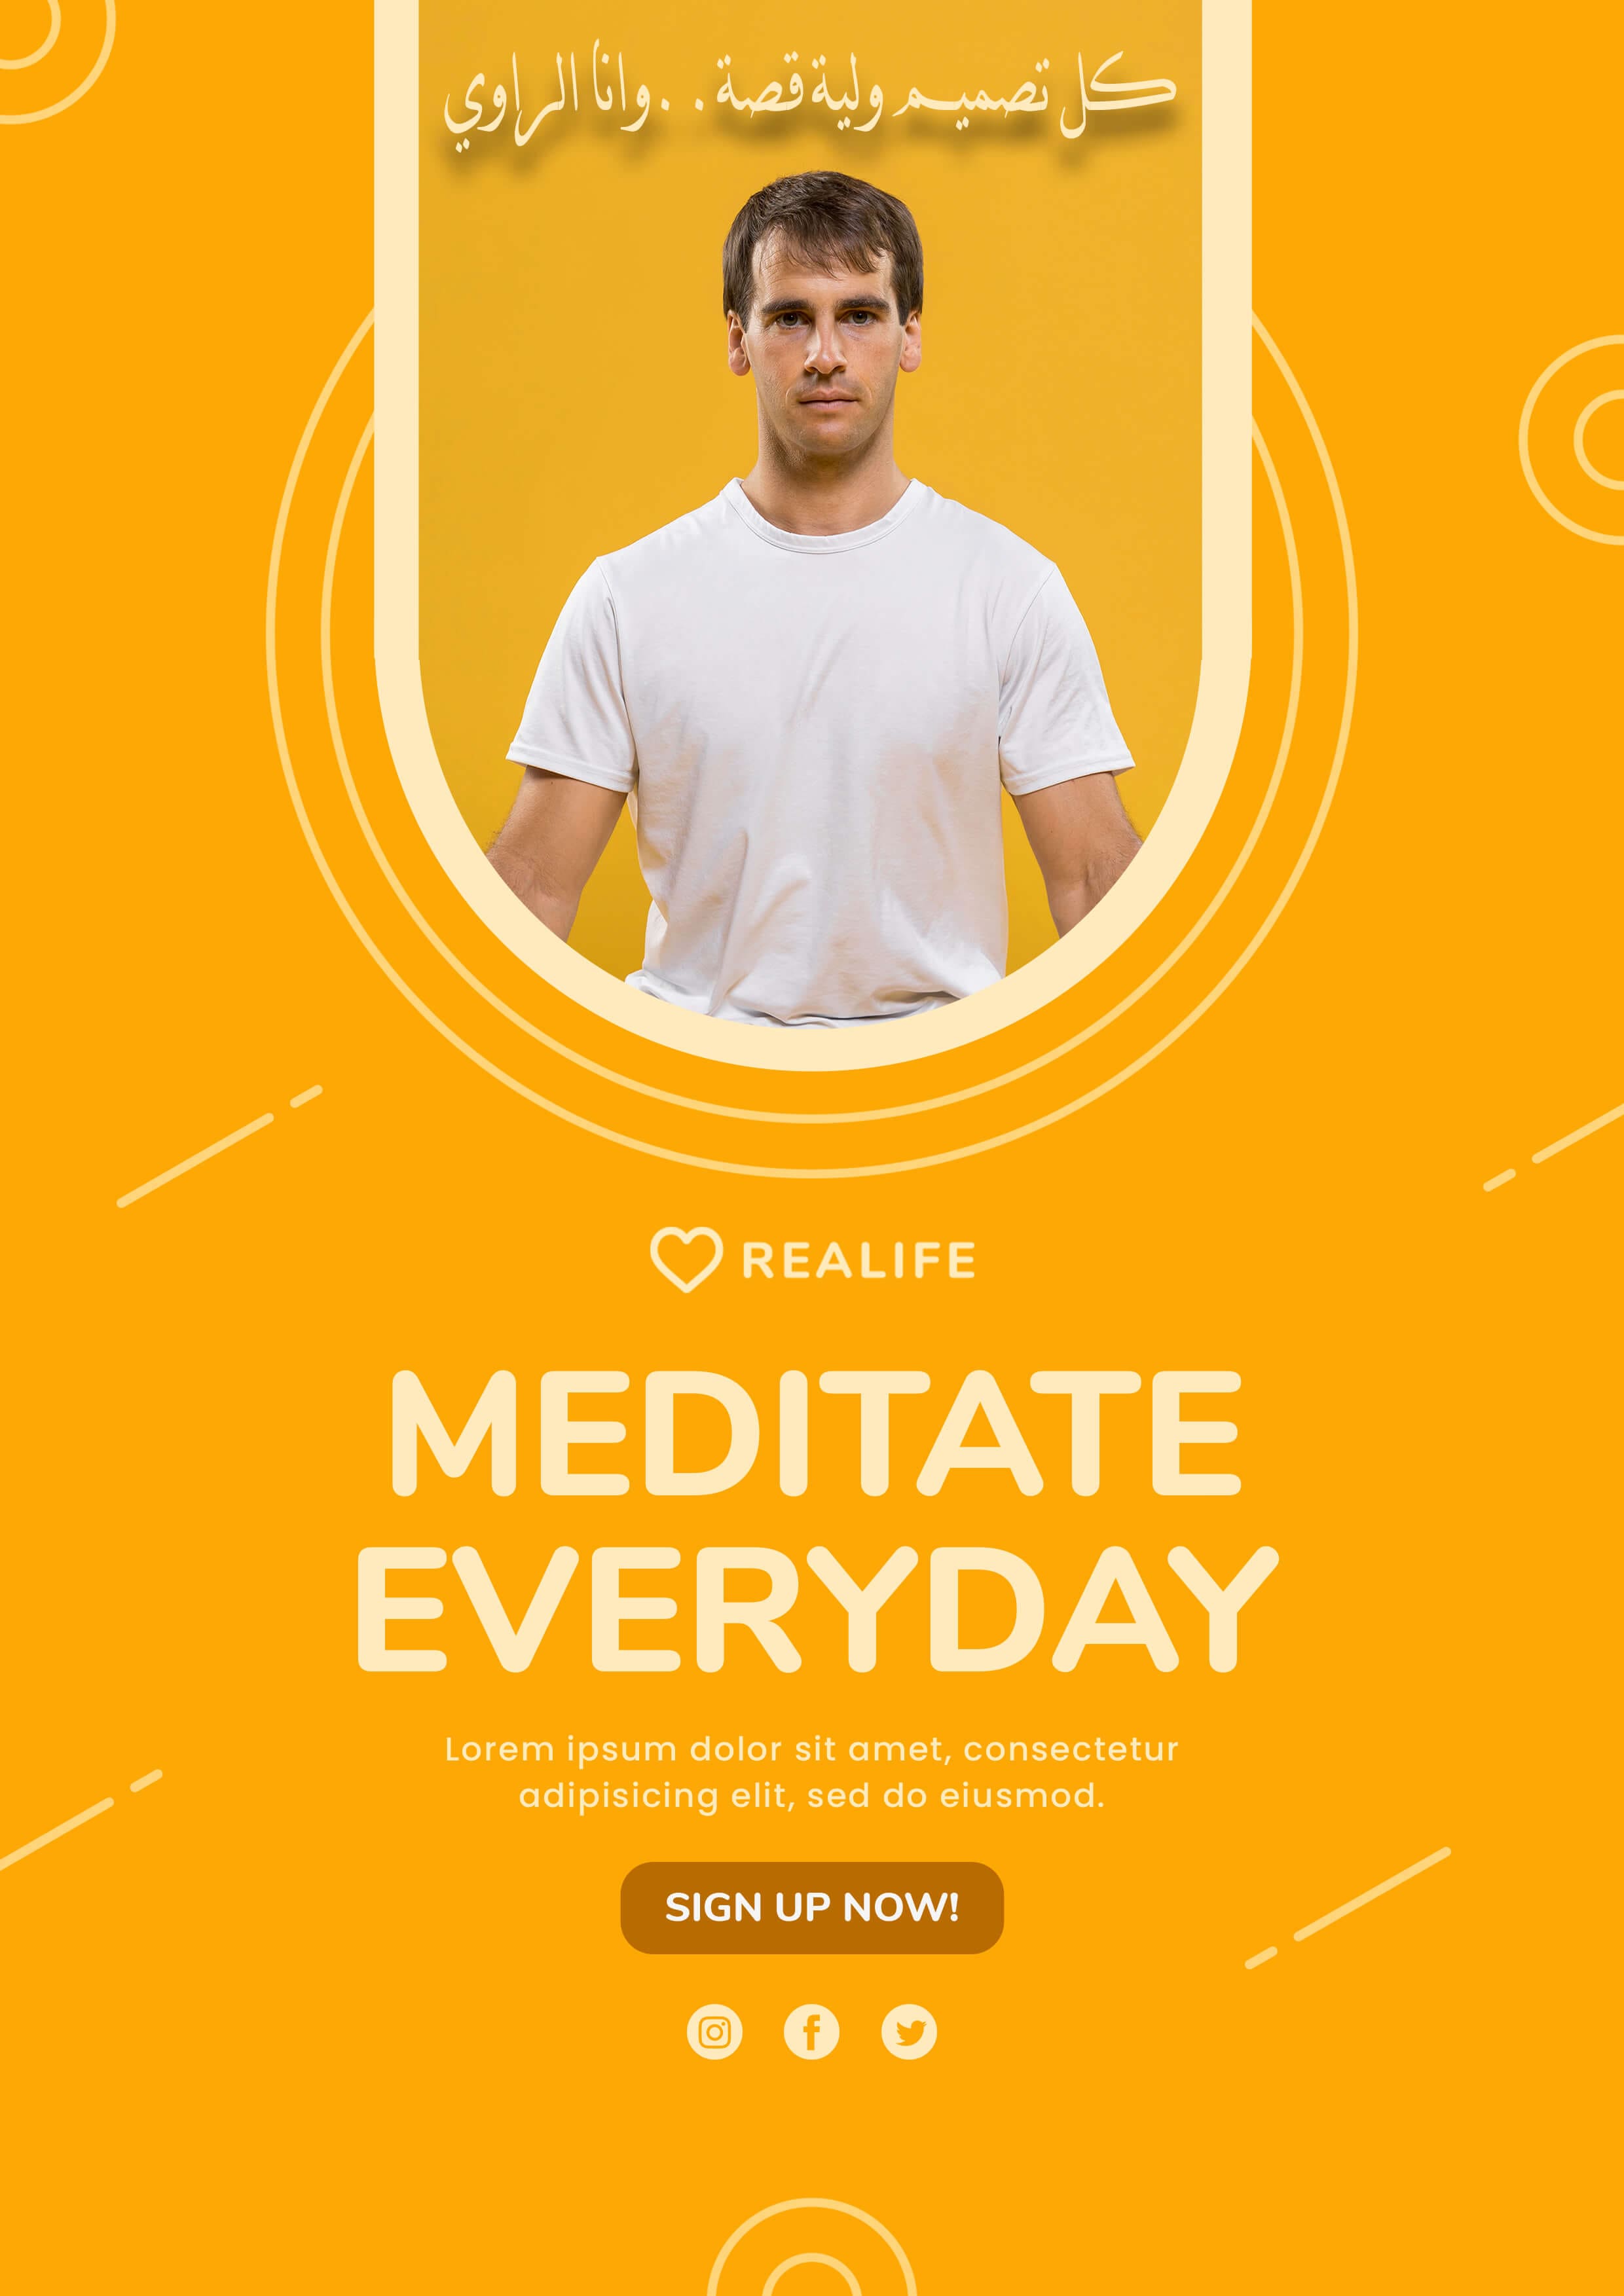 كل تصميم ولية قصة . . وانا الراوي
REALIFE
MEDITATE
EVERYDAY
Lorem ipsum dolor sit amet, consectetur
adipisicing elit, sed do eiusmod.
SIGN UP NOW!